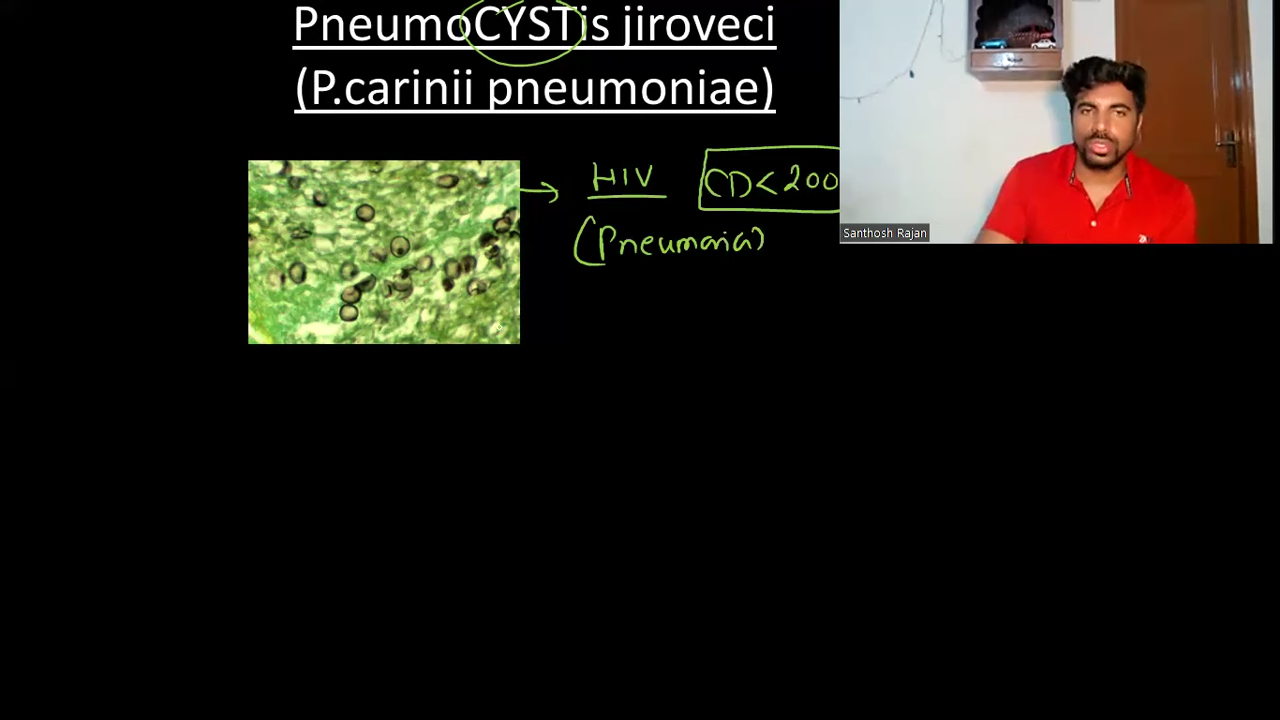 PneumoCYSTis jiroveci
(P.carinii pneumoniae)
HIV CD<200
(Pneumonia)
Santhosh Rajan